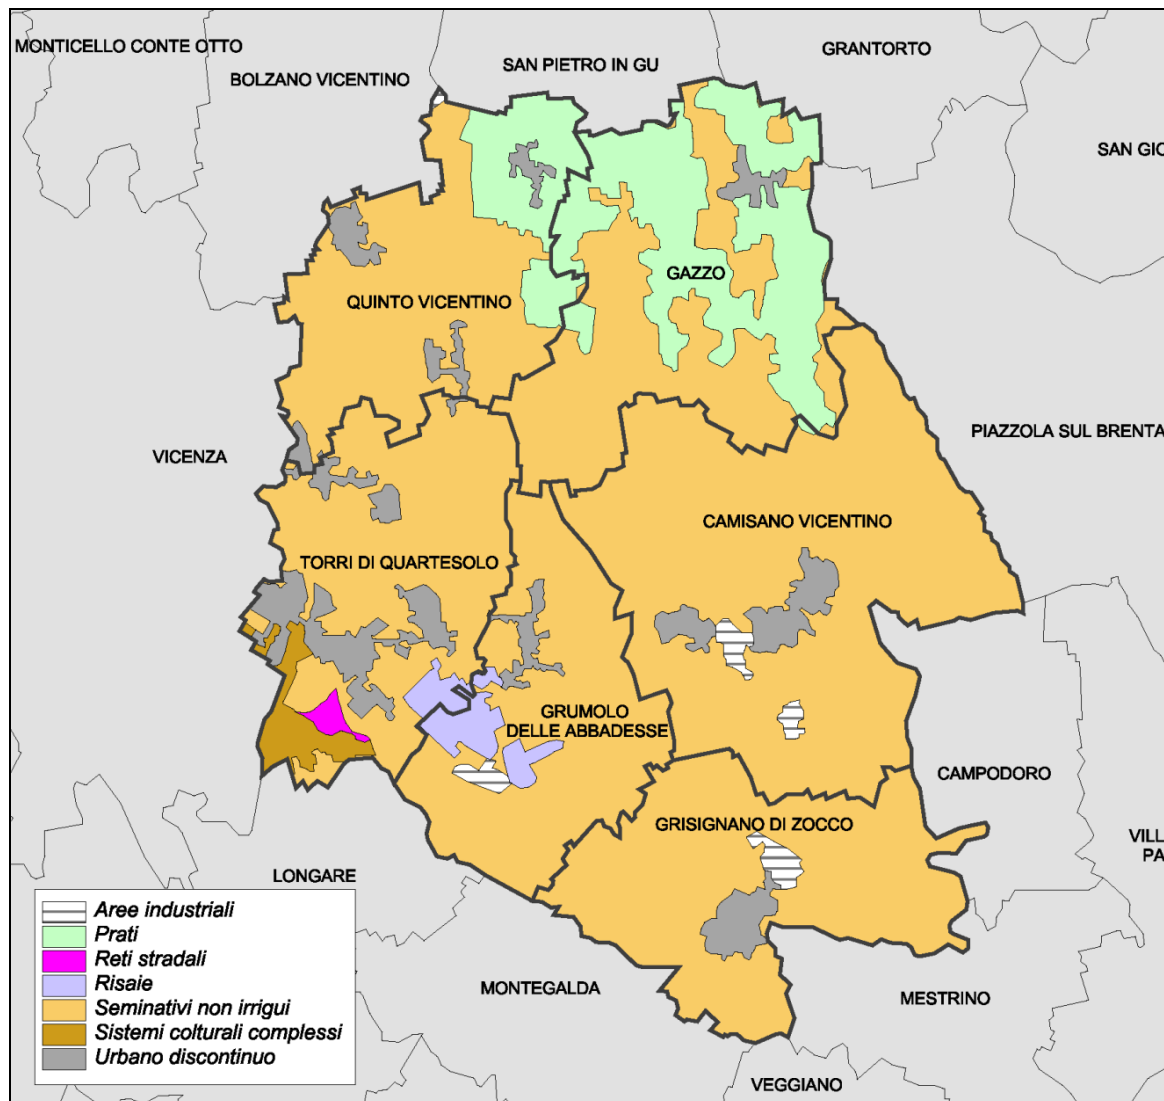 MONTICELLO CONTE OTTO
BOLZANO VICENTINO
SAN PIETRO IN GU
GRANTORTO
SAN GIO
GAZZO
QUINTO VICENTINO
PIAZZOLA SUL BRENTA
VICENZA
CAMISANO VICENTINO
TORRI DI QUARTESOLO
GRUMOLO
DELLE ABBADESSE
CAMPODORO
GRISIGNANO DI ZOCCO
VILL
PA
LONGARE
MONTEGALDA
MESTRINO
VEGGIANO
Aree industriali
Prati
Reti stradali
Risaie
Seminativi non irrigui
Sistemi colturali complessi
Urbano discontinuo